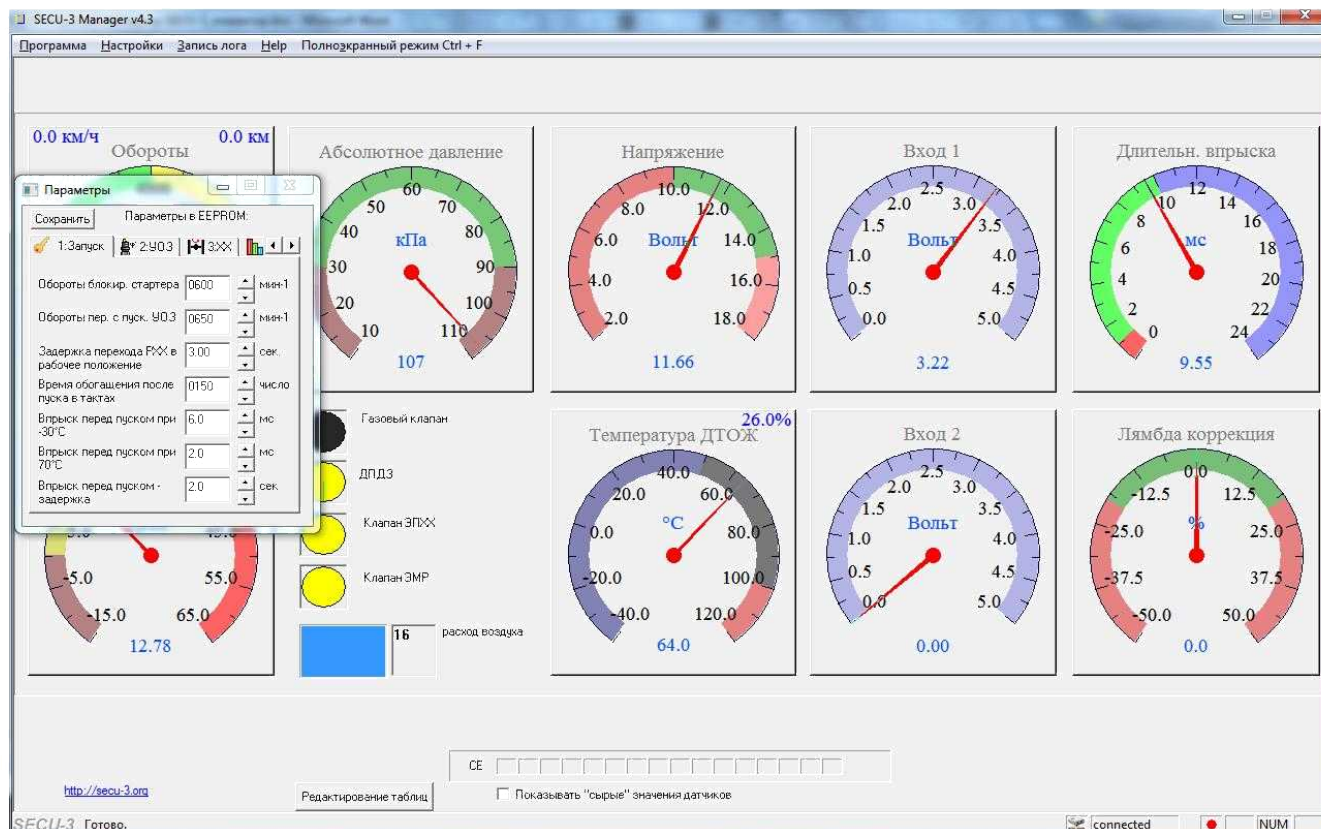 SECU-3 Manager v4.3
Программа Настройки Запись лога Help Полноэкранный режим Ctrl + F
0.0 км/ч
0.0 км
Обороты
Параметры
Сохранить
Параметры в EEPROM:
1:Запуск 2:УОЗ 3:ХХ
Обороты блокир. стартера 0600 мин-1
Обороты пер. с пуск. УОЗ 0650 мин-1
Задержка перехода РХХ в
рабочее положение
3.00 сек.
Время обогащения после
пуска в тактах
0150 число
Впрыск перед пуском при
-30°C
6.0 мс
Впрыск перед пуском при
70°C
2.0 мс
Впрыск перед пуском -
задержка
2.0 сек
-5.0
-15.0
55.0
65.0
12.78
Абсолютное давление
10
20
30
40
50
60
70
80
90
100
110
кПа
107
Напряжение
2.0
4.0
6.0
8.0
10.0
12.0
14.0
16.0
18.0
Вольт
11.66
Вход 1
0.0
0.5
1.0
1.5
2.0
2.5
3.0
3.5
4.0
4.5
5.0
Вольт
3.22
Длительн. впрыска
0
2
4
6
8
10
12
14
16
18
20
22
24
мс
9.55
Газовый клапан
ДПДЗ
Клапан ЭПХХ
Клапан ЭМР
16
расход воздуха
26.0%
Температура ДТОЖ
-40.0
-20.0
0.0
20.0
40.0
60.0
80.0
100.0
120.0
°C
64.0
Вход 2
0.0
0.5
1.0
1.5
2.0
2.5
3.0
3.5
4.0
4.5
5.0
Вольт
0.00
Лямбда коррекция
-50.0
-37.5
-25.0
-12.5
0.0
12.5
25.0
37.5
50.0
%
0.0
CE
http://secu-3.org
Редактирование таблиц
Показывать "сырые" значения датчиков
SECU-3 Готово.
connected
NUM